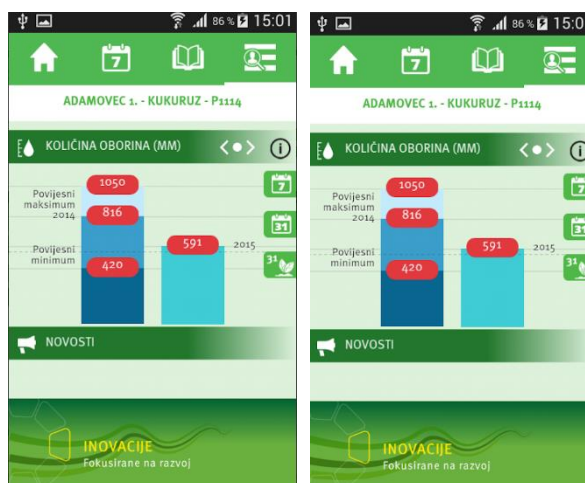 86 % 15:01
7
ADAMOVEC 1. - KUKURUZ - P1114
KOLIČINA OBORINA (MM)
i
1050
7
Povijesni
maksimum
2014
816
31
591
2015
Povijesni
minimum
420
31
NOVOSTI
INOVACIJE
Fokusirane na razvoj
86 % 15:0
7
ADAMOVEC 1. - KUKURUZ - P1114
KOLIČINA OBORINA (MM)
i
1050
7
Povijesni
maksimum
2014
816
31
591
2015
Povijesni
minimum
420
31
NOVOSTI
INOVACIJE
Fokusirane na razvoj